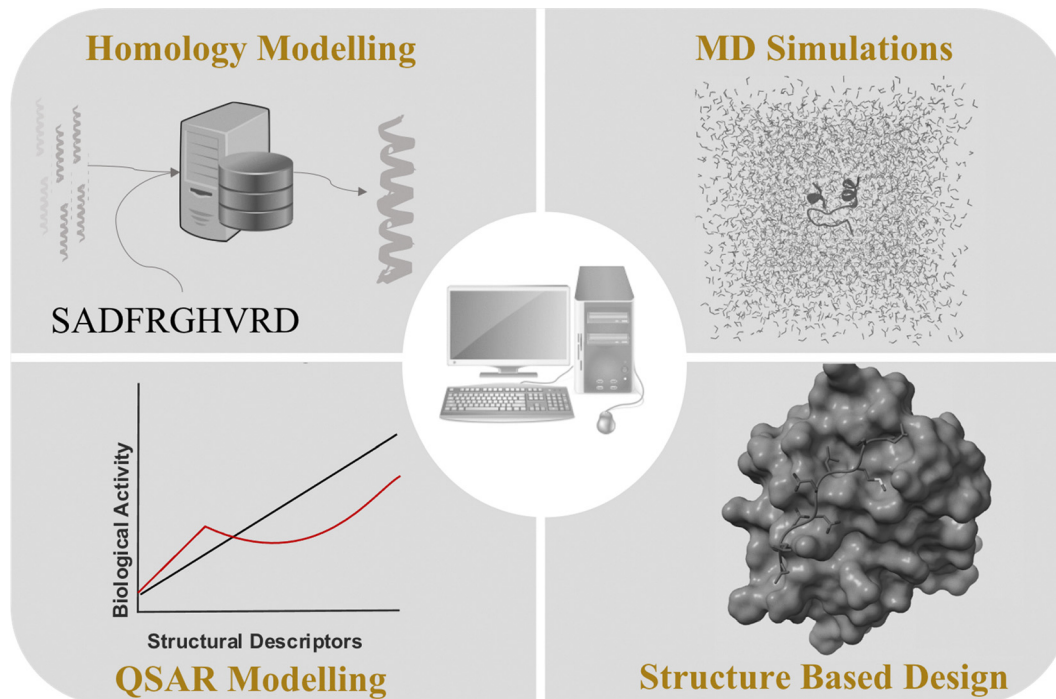 Homology Modelling
MD Simulations
SADFRGHVRD
Biological Activity
Structural Descriptors
QSAR Modelling
Structure Based Design